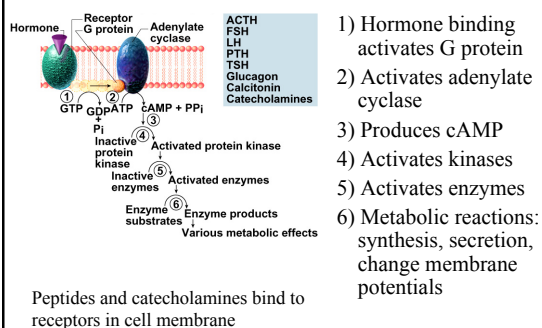 Hormone
Receptor
G protein
Adenylate
cyclase
ACTH
FSH
LH
PTH
TSH
Glucagon
Calcitonin
Catecholamines
1
2
GTP
GDP
+
Pi
ATP
cAMP + PPi
3
Inactive
protein
kinase
4
Activated protein kinase
Inactive
enzymes
5
Activated enzymes
Enzyme
substrates
6
Enzyme products
Various metabolic effects
Peptides and catecholamines bind to
receptors in cell membrane
1) Hormone binding
activates G protein
2) Activates adenylate
cyclase
3) Produces cAMP
4) Activates kinases
5) Activates enzymes
6) Metabolic reactions:
synthesis, secretion,
change membrane
potentials